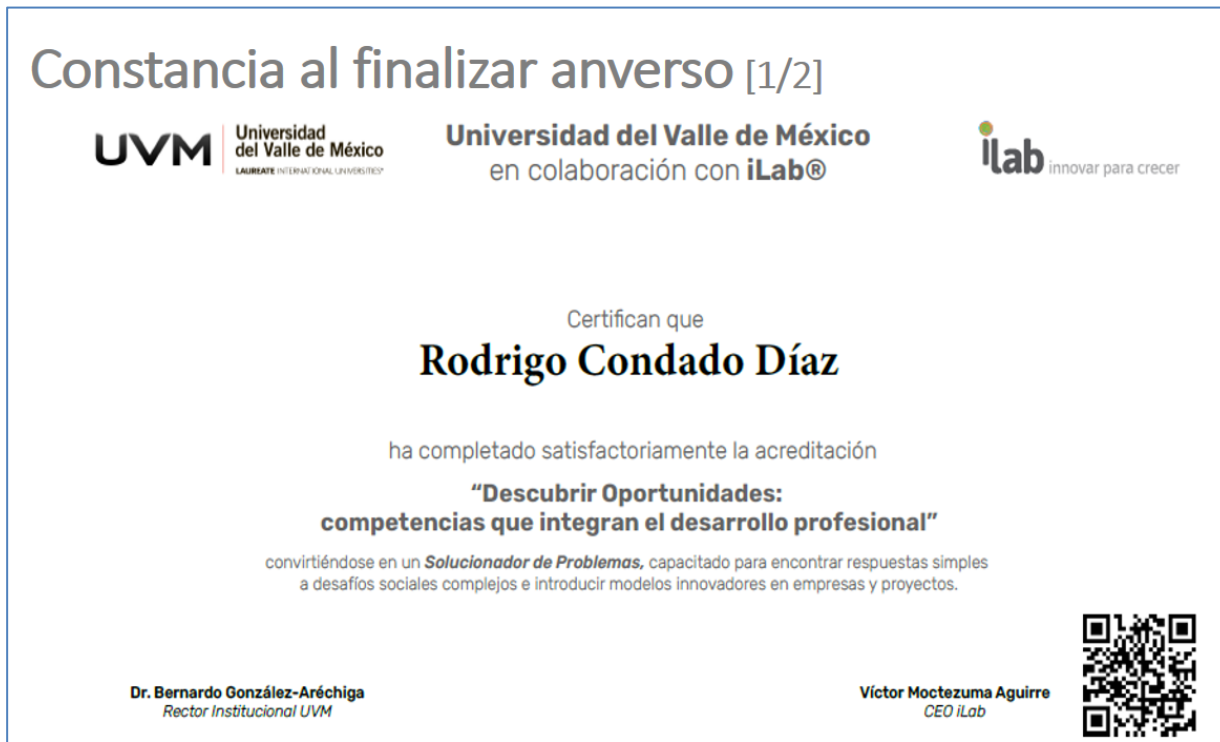 Constancia al finalizar anverso [1/2]
UVM
Universidad
del Valle de México
LAUREATE INTERNATIONAL UNIVERSITIES®
Universidad del Valle de México
en colaboración con iLab®
ilab innovar para crecer
Certifican que
Rodrigo Condado Díaz
ha completado satisfactoriamente la acreditación
“Descubrir Oportunidades:
competencias que integran el desarrollo profesional”
convirtiéndose en un Solucionador de Problemas, capacitado para encontrar respuestas simples
a desafíos sociales complejos e introducir modelos innovadores en empresas y proyectos.
Dr. Bernardo González-Aréchiga
Rector Institucional UVM
Víctor Moctezuma Aguirre
CEO iLab